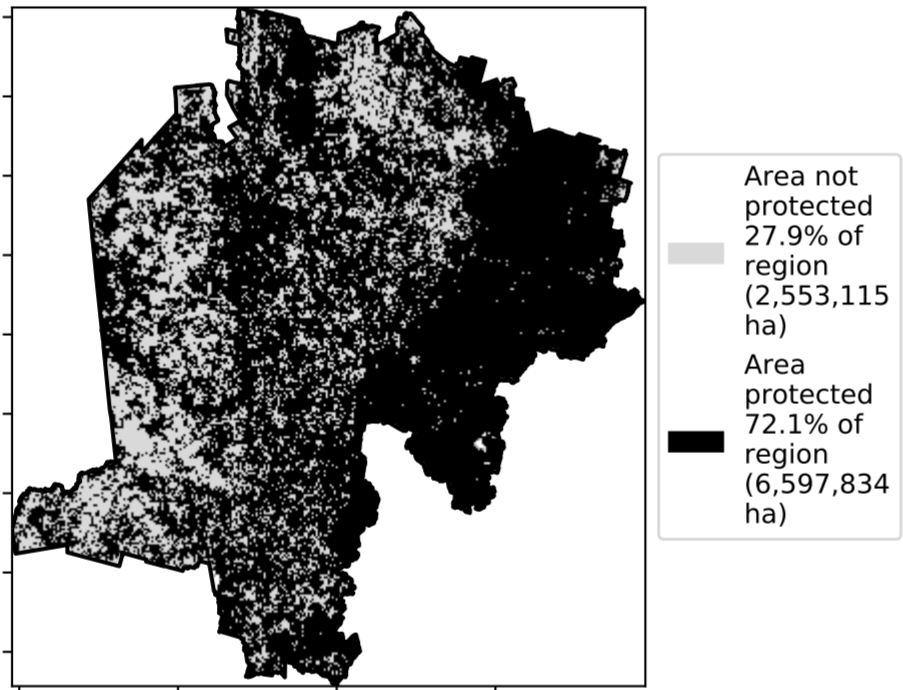 Area not
protected
27.9% of
region
(2,553,115
ha)
Area
protected
72.1% of
region
(6,597,834
ha)